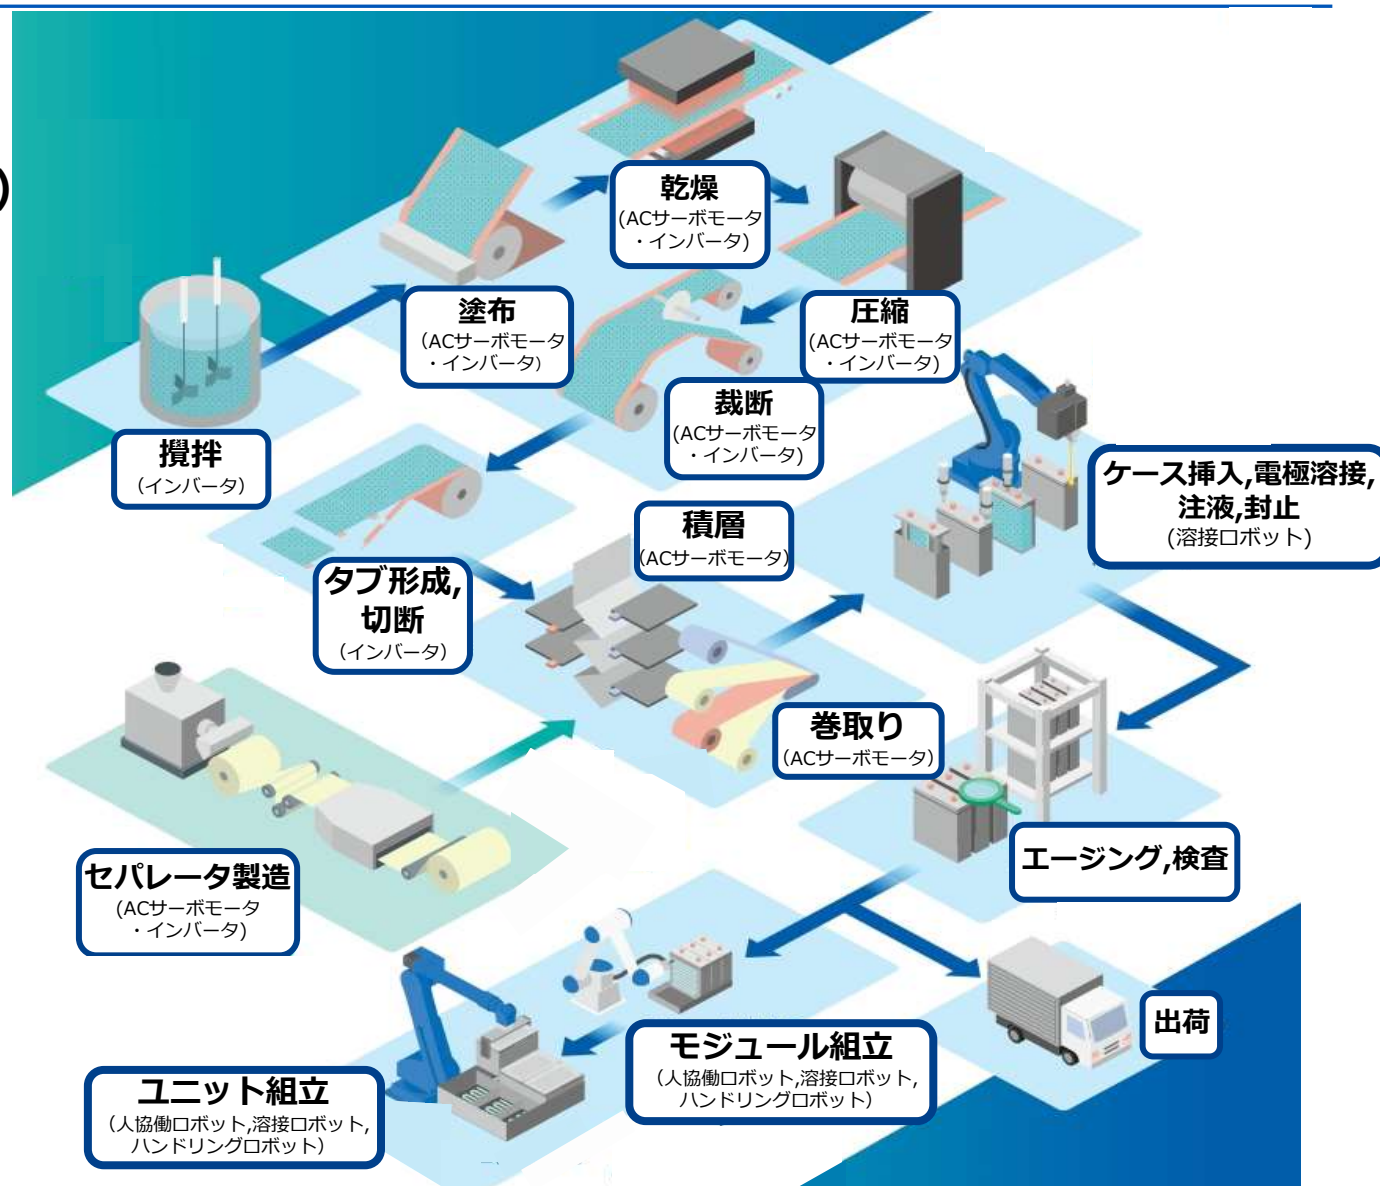 )
乾燥
(ACサーボモータ
・インバータ)
塗布
(ACサーボモータ
・インバータ)
圧縮
(ACサーボモータ
・インバータ)
裁断
(ACサーボモータ
・インバータ)
攪拌
(インバータ)
ケース挿入,電極溶接,
注液,封止
(溶接ロボット)
積層
(ACサーボモータ)
タブ形成,
切断
(インバータ)
巻取り
(ACサーボモータ)
エージング,検査
セパレータ製造
(ACサーボモータ
・インバータ)
出荷
モジュール組立
(人協働ロボット,溶接ロボット,
ハンドリングロボット)
ユニット組立
(人協働ロボット,溶接ロボット,
ハンドリングロボット)